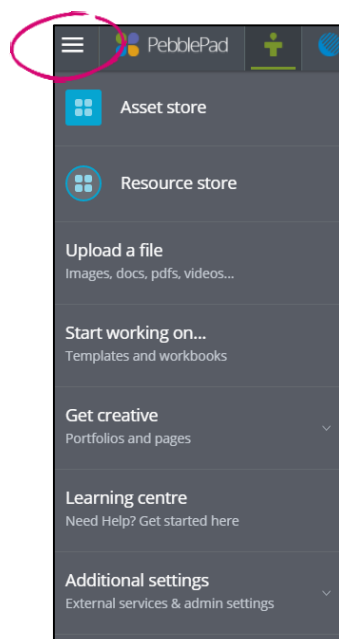 PebblePad
Asset store
Resource store
Upload a file
Images, docs, pdfs, videos...
Start working on...
Templates and workbooks
Get creative
Portfolios and pages
Learning centre
Need Help? Get started here
Additional settings
External services & admin settings